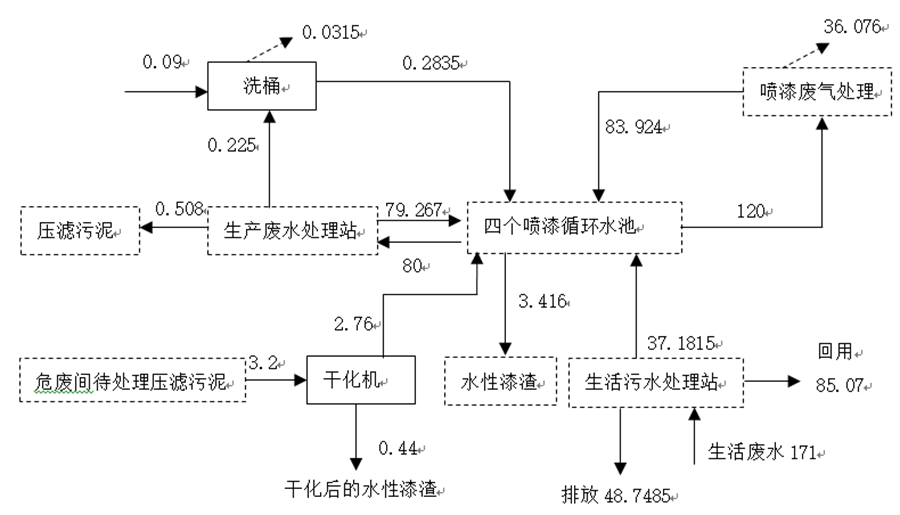 36.076
0.0315
0.09
0.2835
洗桶
喷漆废气处理
83.924
0.225
0.508
79.267
120
压滤污泥
生产废水处理站
四个喷漆循环水池
80
3.416
2.76
37.1815
回用
3.2
危废间待处理压滤污泥
干化机
水性漆渣
生活污水处理站
85.07
0.44
生活废水 171
干化后的水性漆渣
排放 48.7485